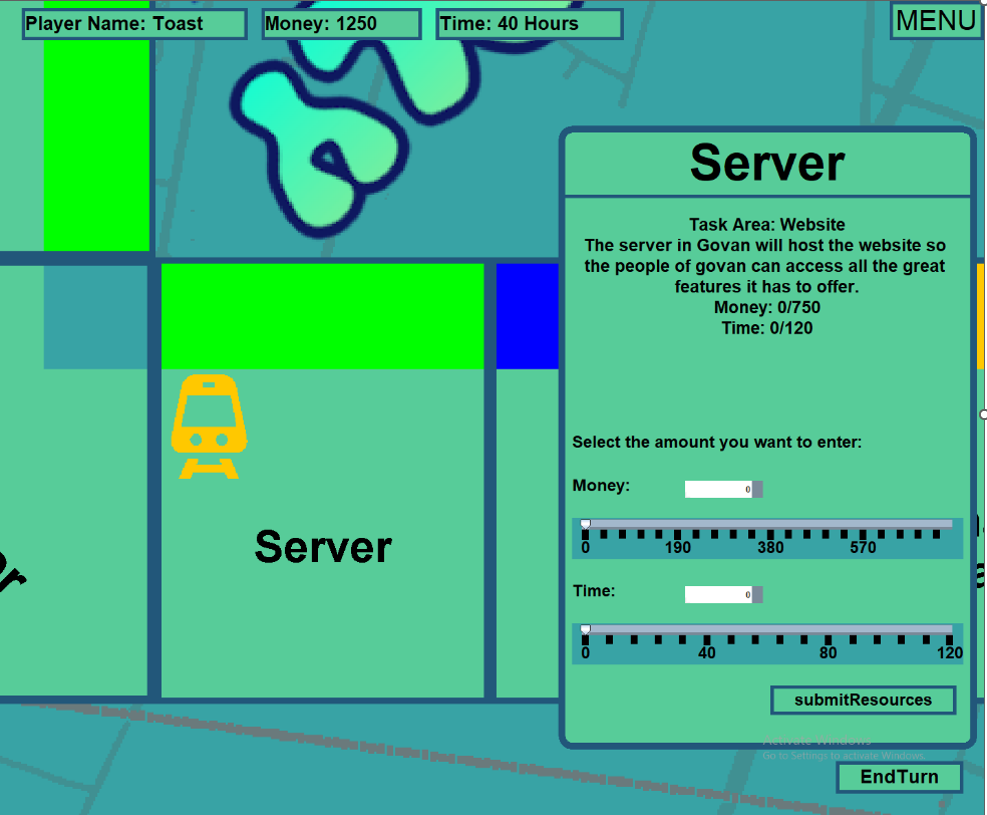 Player Name: Toast
Money: 1250
Time: 40 Hours
MENU
Server
Task Area: Website
The server in Govan will host the website so
the people of govan can access all the great
features it has to offer.
Money: 0/750
Time: 0/120
Select the amount you want to enter:
Money:
0
0 190 380 570
Time:
0
0 40 80 120
submitResources
Server
Activate Windows
Go to Settings to activate Windows.
EndTurn